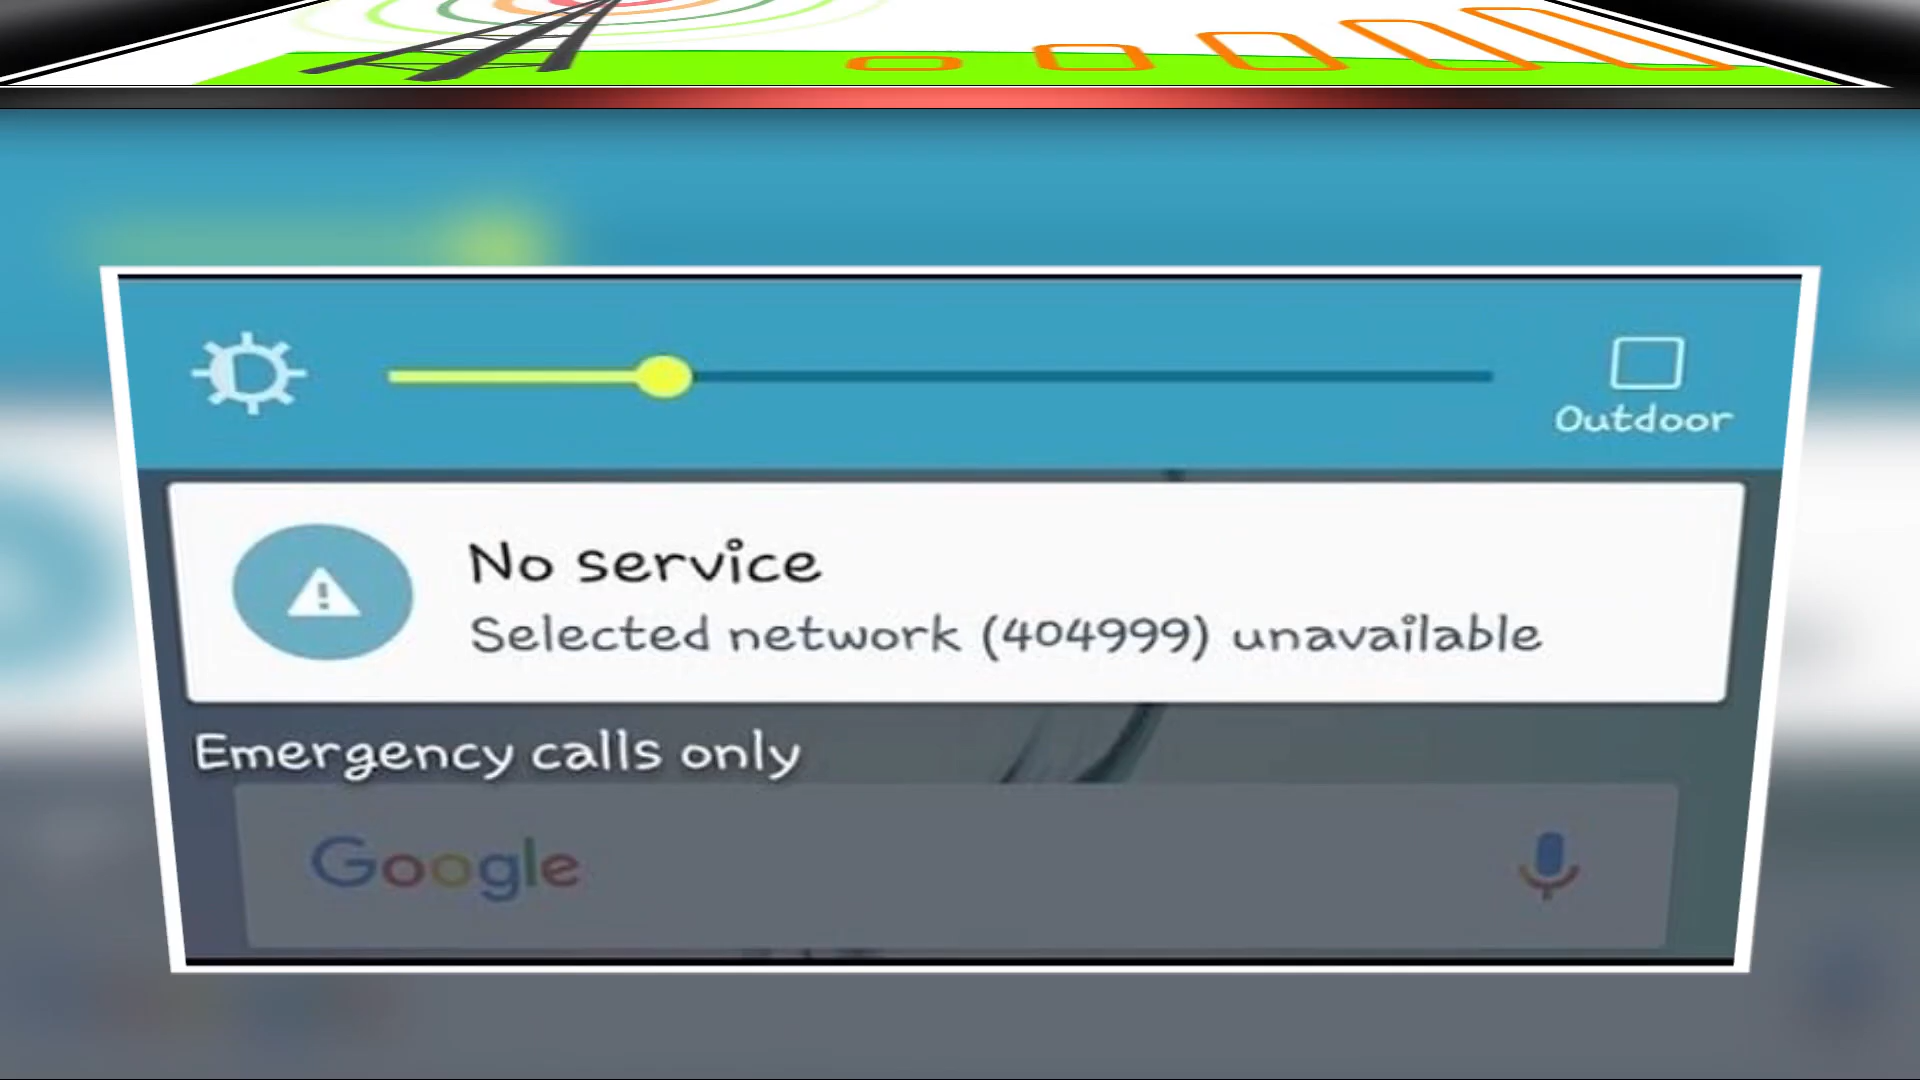 Outdoor
No service
Selected network (404999) unavailable
Emergency calls only
Google